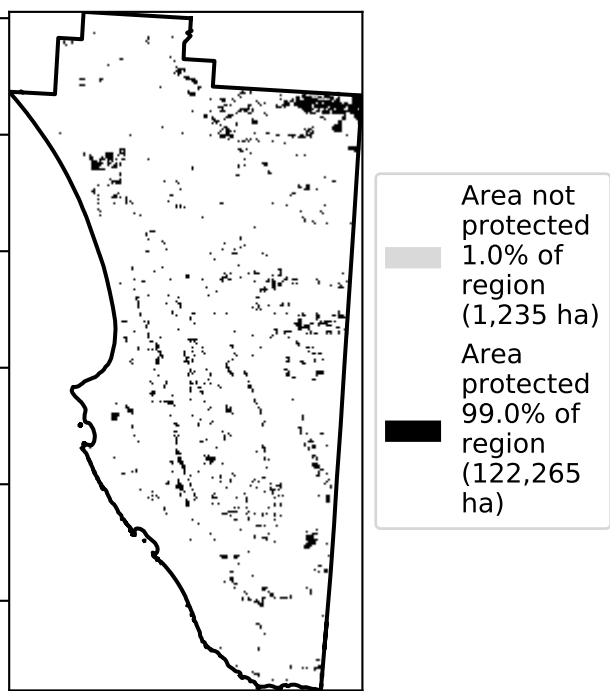 Area not
protected
1.0% of
region
(1,235 ha)
Area
protected
99.0% of
region
(122,265
ha)